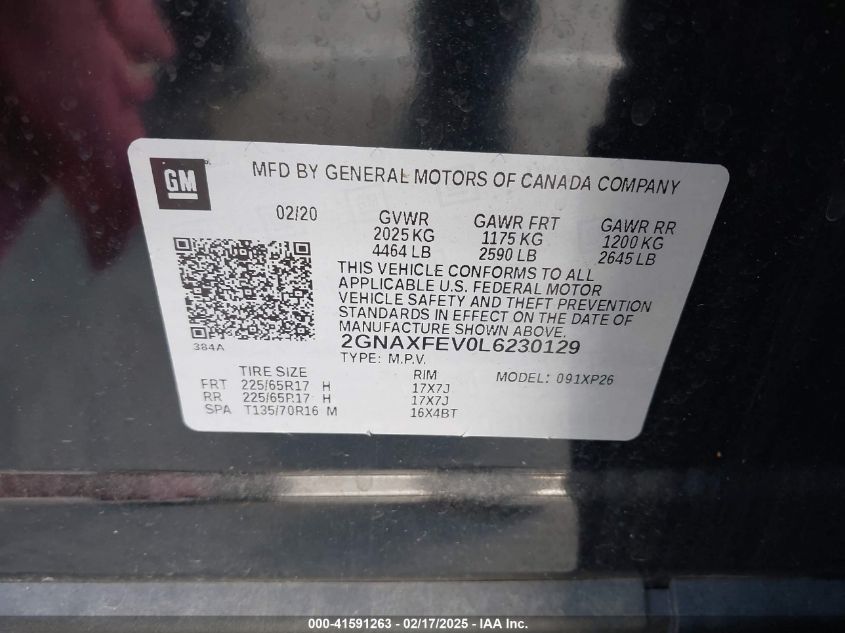 GM
MFD BY GENERAL MOTORS OF CANADA COMPANY
02/20 GVWR GAWR FRT GAWR RR
2025 KG 1175 KG 1200 KG
4464 LB 2590 LB 2645 LB
THIS VEHICLE CONFORMS TO ALL
APPLICABLE U.S. FEDERAL MOTOR
VEHICLE SAFETY AND THEFT PREVENTION
STANDARDS IN EFFECT ON THE DATE OF
MANUFACTURE SHOWN ABOVE.
384A
2GNAXFEV0L6230129
TYPE: M.P.V.
MODEL: 091XP26
TIRE SIZE RIM
FRT 225/65R17 H 17X7J
RR 225/65R17 H 17X7J
SPA T135/70R16 M 16X4BT
000-41591263 - 02/17/2025 - IAA Inc.